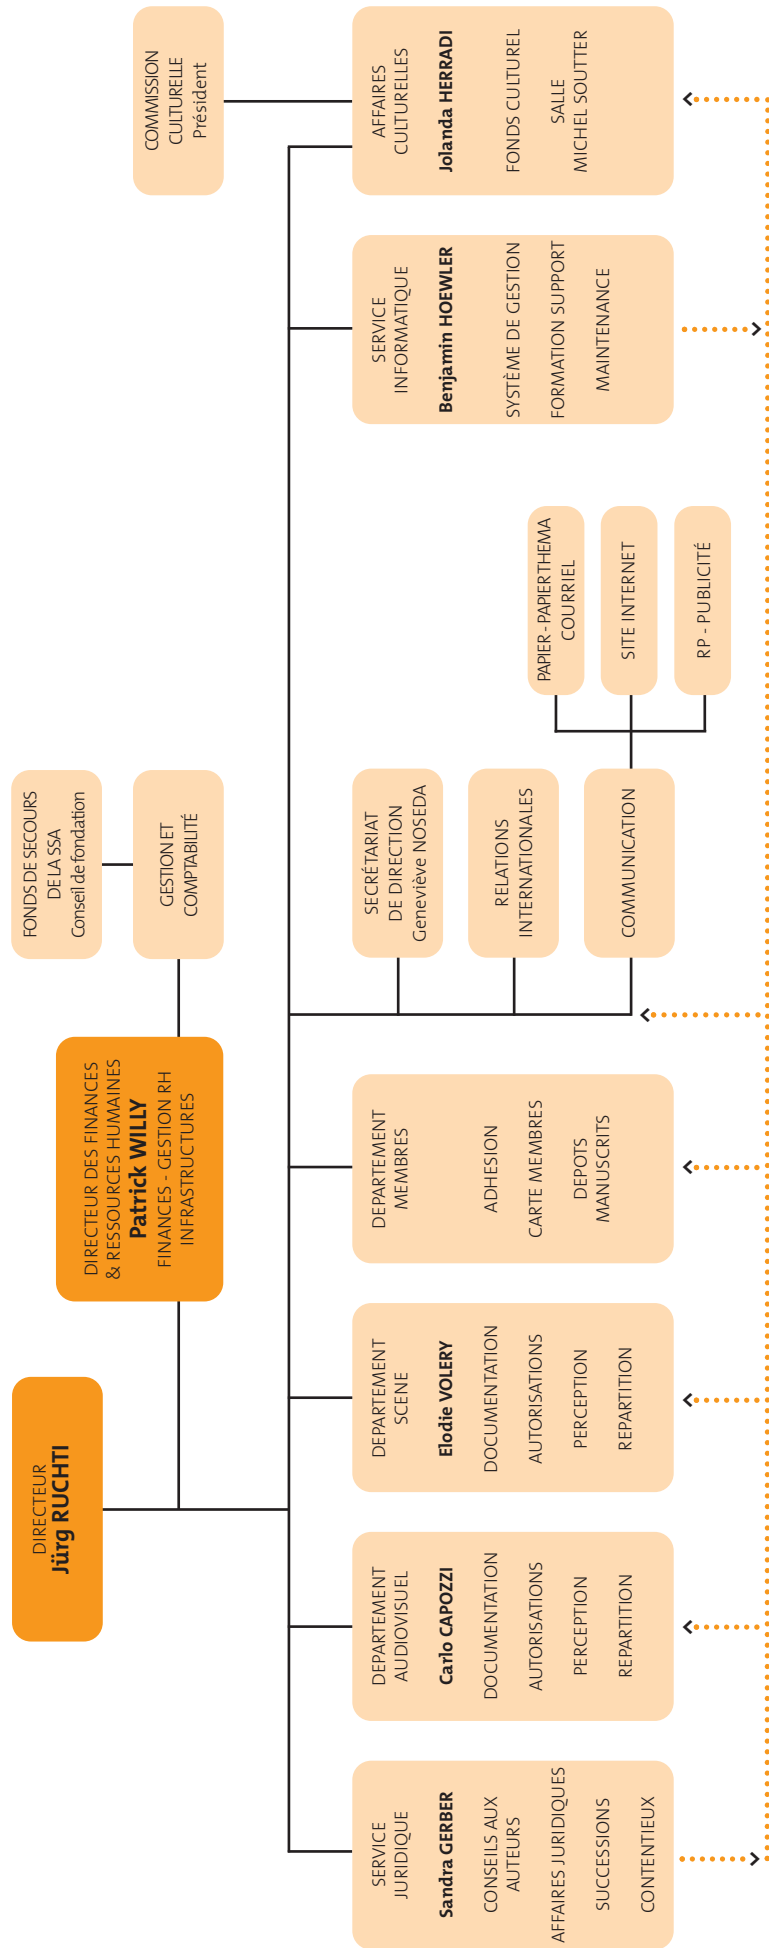 DIRECTEUR
Jürg RUCHTI
DIRECTEUR DES FINANCES
& RESSOURCES HUMAINES
Patrick WILLY
FINANCES - GESTION RH
INFRASTRUCTURES
FONDS DE SECOURS
DE LA SSA
Conseil de fondation
GESTION ET
COMPTABILITÉ
COMMISSION
CULTURELLE
Président
SERVICE
JURIDIQUE
Sandra GERBER
CONSEILS AUX
AUTEURS
AFFAIRES JURIDIQUES
SUCCESSIONS
CONTENTIEUX
DEPARTEMENT
AUDIOVISUEL
Carlo CAPOZZI
DOCUMENTATION
AUTORISATIONS
PERCEPTION
REPARTITION
DEPARTEMENT
SCENE
Elodie VOLERY
DOCUMENTATION
AUTORISATIONS
PERCEPTION
REPARTITION
DEPARTEMENT
MEMBRES
ADHESION
CARTE MEMBRES
DEPOTS
MANUSCRITS
SECRÉTARIAT
DE DIRECTION
Geneviève NOSEDA
RELATIONS
INTERNATIONALES
COMMUNICATION
PAPIER - PAPIERTHEMA
COURRIEL
SITE INTERNET
RP - PUBLICITÉ
SERVICE
INFORMATIQUE
Benjamin HOEWLER
SYSTÈME DE GESTION
FORMATION SUPPORT
MAINTENANCE
AFFAIRES
CULTURELLES
Jolanda HERRADI
FONDS CULTUREL
SALLE
MICHEL SOUTTER